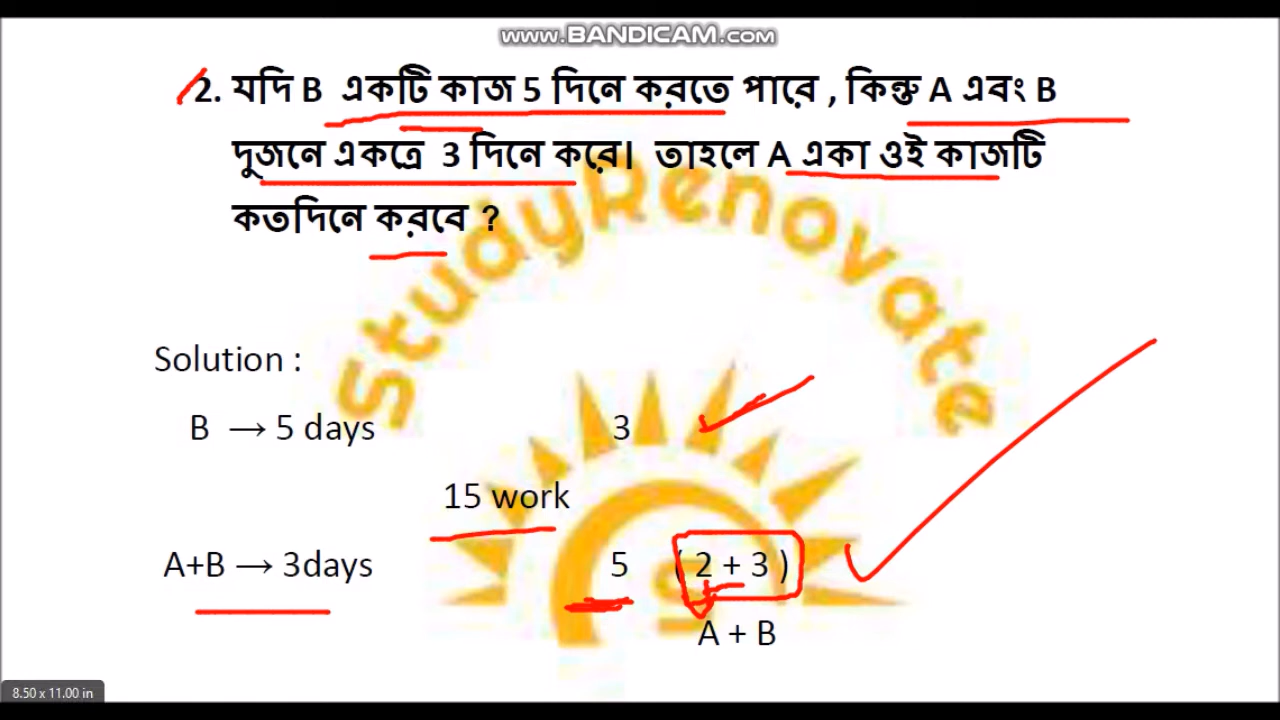 www.BANDICAM.com
2. যদি B একটি কাজ 5 দিনে করতে পারে , কিন্তু A এবং B
দুজনে একত্রে 3 দিনে করে। তাহলে A একা ওই কাজটি
কতদিনে করবে ?
StudyRenovate
Solution :
B → 5 days 3
15 work
A+B → 3days 5 ( 2 + 3 )
A + B
8.50 x 11.00 in